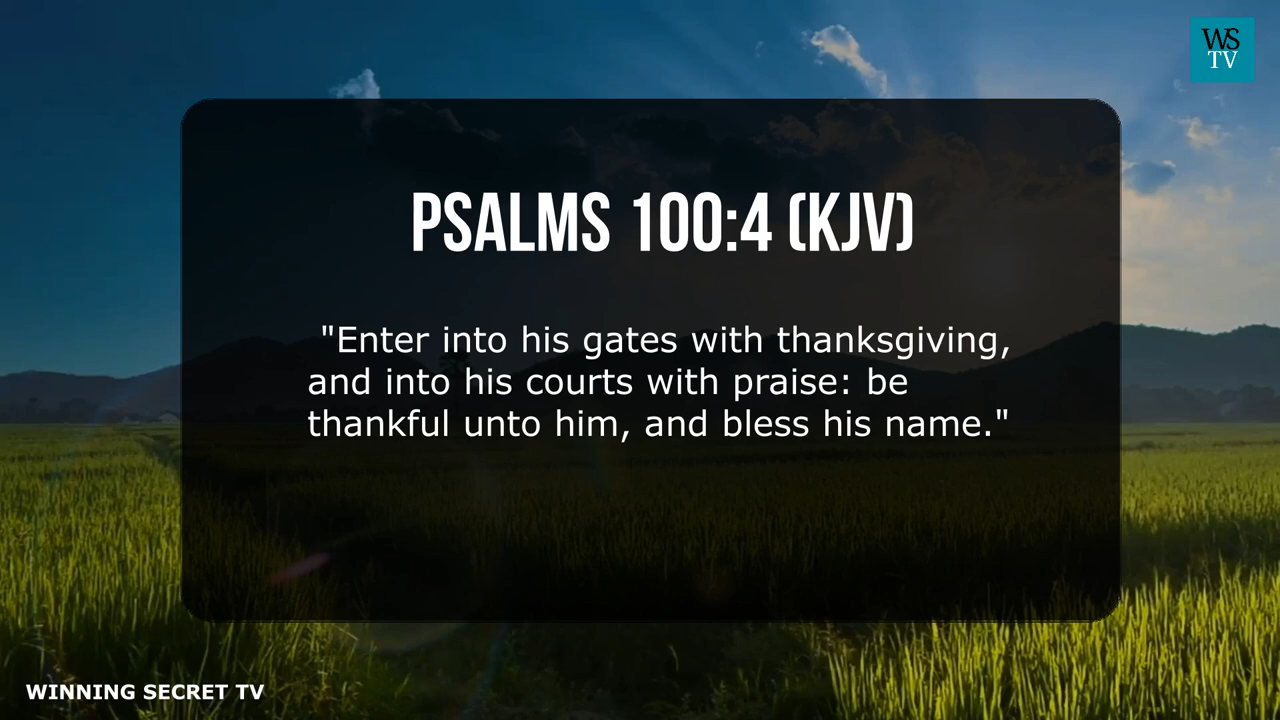 WS
TV
PSALMS 100:4 (KJV)
"Enter into his gates with thanksgiving,
and into his courts with praise: be
thankful unto him, and bless his name."
WINNING SECRET TV